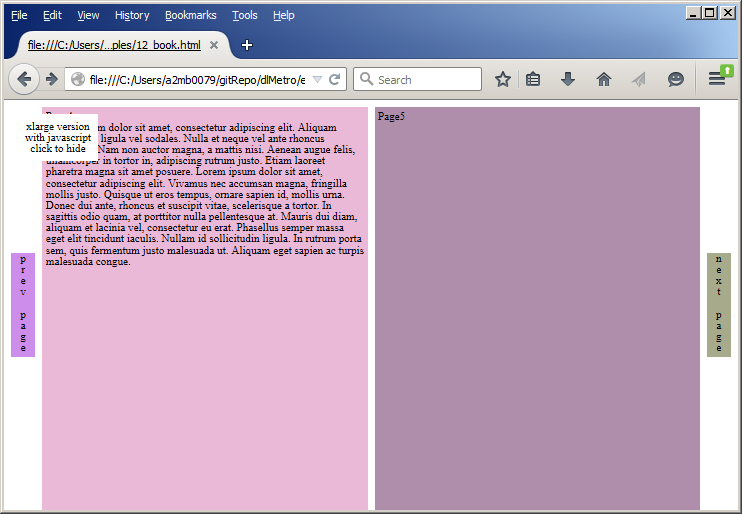 File Edit View History Bookmarks Tools Help
file:///C:/Users/...ples/12_book.html
file:///C:/Users/a2mb0079/gitRepo/dlMetro/e
Search
xlarge version
with javascript
click to hide
m dolor sit amet, consectetur adipiscing elit. Aliquam
ligula vel sodales. Nulla et neque vel ante rhoncus
Nam non auctor magna, a mattis nisi. Aenean augue felis,
ullamcorper in tortor in, adipiscing rutrum justo. Etiam laoreet
pharetra magna sit amet posuere. Lorem ipsum dolor sit amet,
consectetur adipiscing elit. Vivamus nec accumsan magna, fringilla
mollis justo. Quisque ut eros tempus, ornare sapien id, mollis urna.
Donec dui ante, rhoncus et suscipit vitae, scelerisque a tortor. In
sagittis odio quam, at porttitor nulla pellentesque at. Mauris dui diam,
aliquam et lacinia vel, consectetur eu erat. Phasellus semper massa
eget elit tincidunt iaculis. Nullam id sollicitudin ligula. In rutrum porta
sem, quis fermentum justo malesuada ut. Aliquam eget sapien ac turpis
malesuada congue.
Page5
prev page
next page